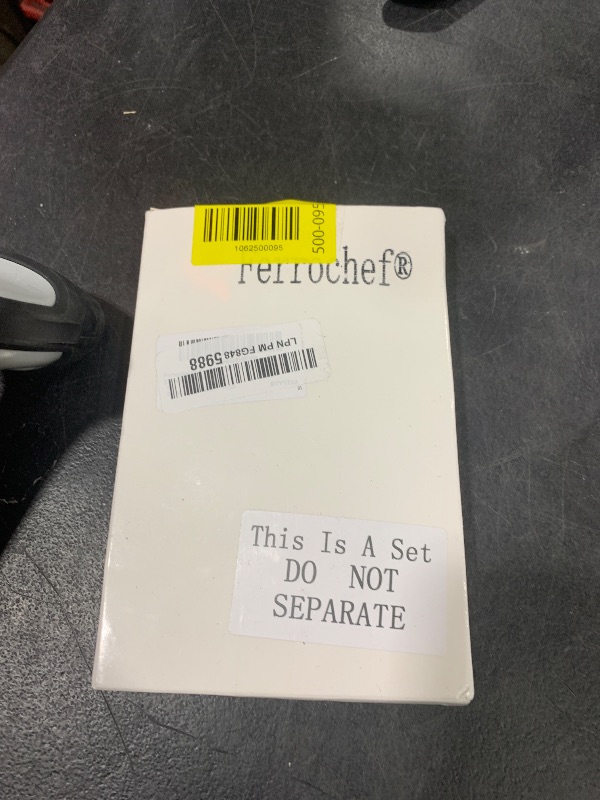 1062500095
500-095
Ferrochef®
LPN PM FG848 5988
This Is A Set
DO NOT
SEPARATE